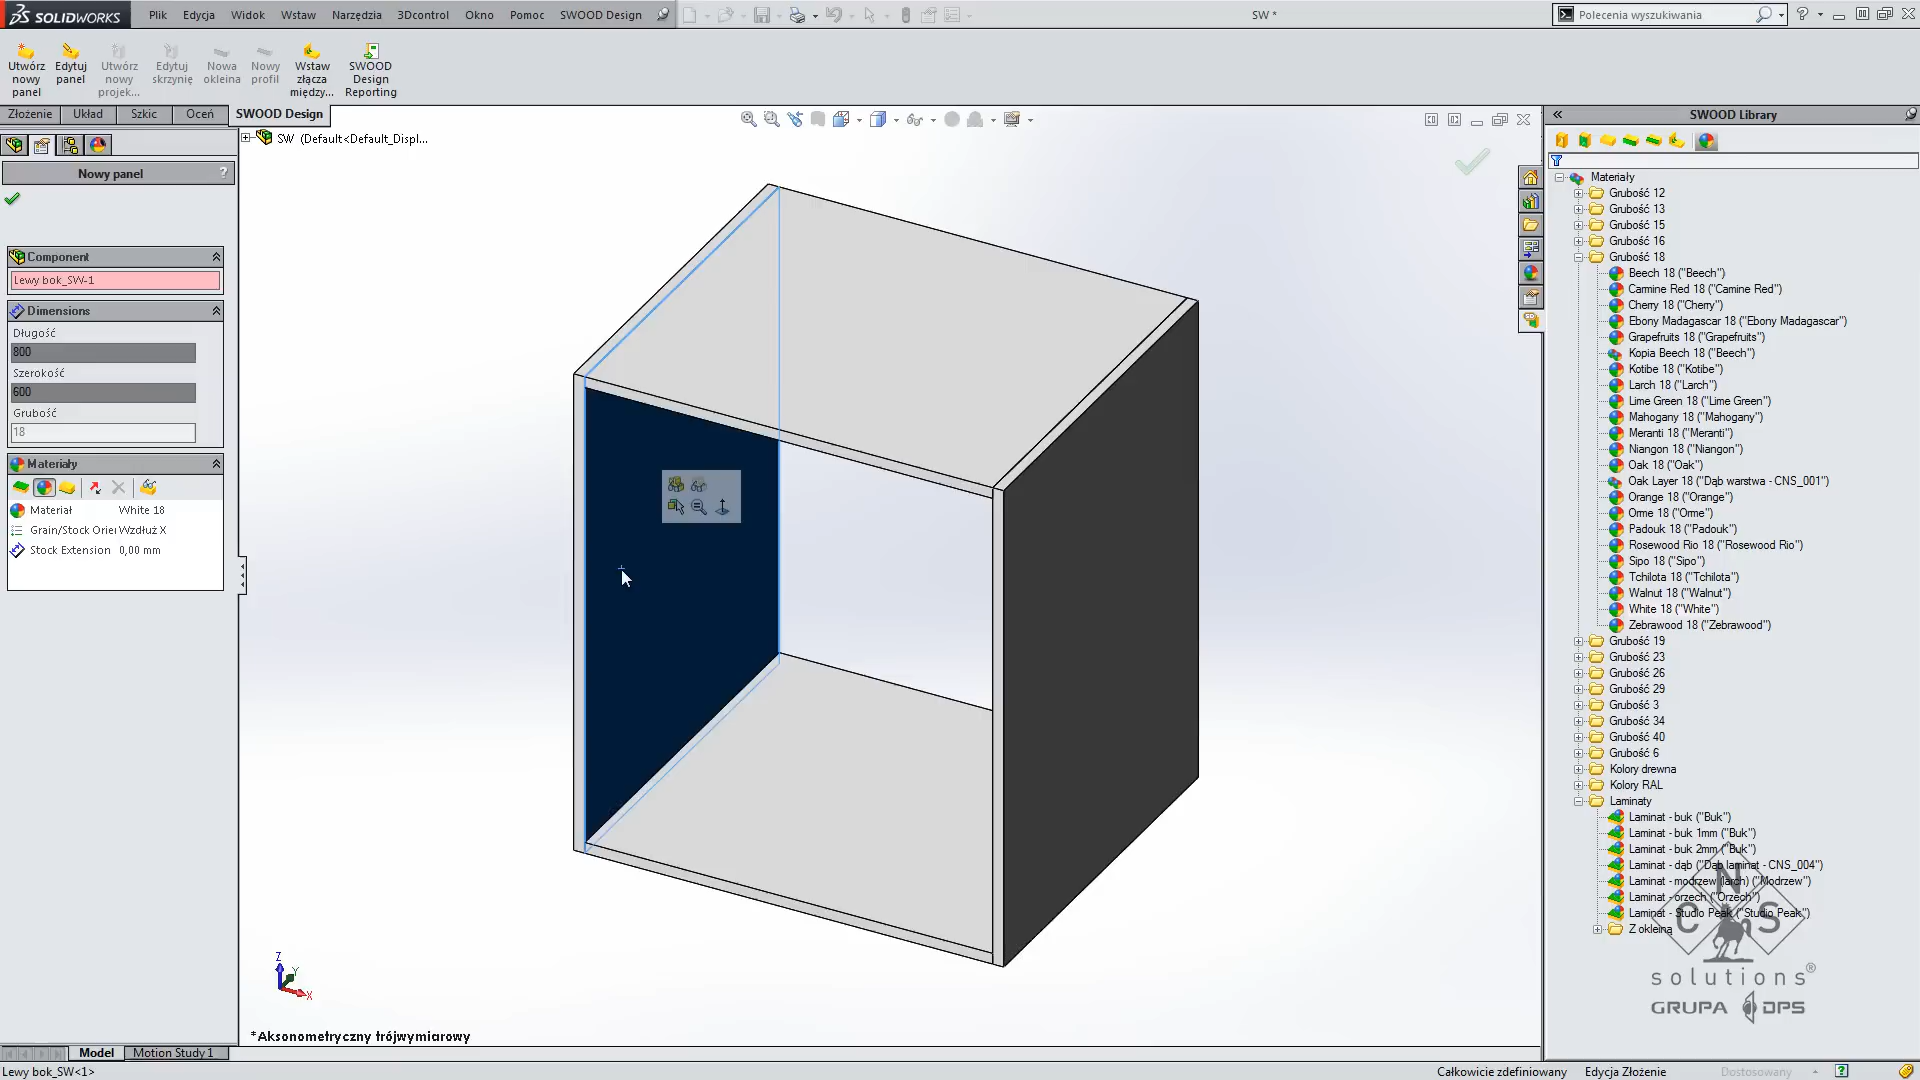 SOLIDWORKS
Plik Edycja Widok Wstaw Narzędzia 3Dcontrol Okno Pomoc SWOOD Design
SW *
Polecenia wyszukiwania
Utwórz nowy panel
Edytuj panel
Utwórz nowy projek...
Edytuj skrzynię
Nowa okleina
Nowy profil
Wstaw złącza między...
SWOOD Design Reporting
Złożenie Układ Szkic Oceń SWOOD Design
SW (Default<Default_Displ...
Nowy panel ?
Component
Lewy bok_SW-1
Dimensions
Długość
800
Szerokość
600
Grubość
18
Materiały
Materiał White 18
Grain/Stock Orie Wzdłuż X
Stock Extension 0,00 mm
Z
Y
X
*Aksonometryczny trójwymiarowy
Model Motion Study 1
Lewy bok_SW<1>
Całkowicie zdefiniowany Edycja Złożenie Dostosowany
SWOOD Library
Materiały
Grubość 12
Grubość 13
Grubość 15
Grubość 16
Grubość 18
Beech 18 ("Beech")
Carmine Red 18 ("Camine Red")
Cherry 18 ("Cherry")
Ebony Madagascar 18 ("Ebony Madagascar")
Grapefruits 18 ("Grapefruits")
Kopia Beech 18 ("Beech")
Kotibe 18 ("Kotibe")
Larch 18 ("Larch")
Lime Green 18 ("Lime Green")
Mahogany 18 ("Mahogany")
Meranti 18 ("Meranti")
Niangon 18 ("Niangon")
Oak 18 ("Oak")
Oak Layer 18 ("Dąb warstwa - CNS_001")
Orange 18 ("Orange")
Orme 18 ("Orme")
Padouk 18 ("Padouk")
Rosewood Rio 18 ("Rosewood Rio")
Sipo 18 ("Sipo")
Tchilota 18 ("Tchilota")
Walnut 18 ("Walnut")
White 18 ("White")
Zebrawood 18 ("Zebrawood")
Grubość 19
Grubość 23
Grubość 26
Grubość 29
Grubość 3
Grubość 34
Grubość 40
Grubość 6
Kolory drewna
Kolory RAL
Laminaty
Laminat - buk ("Buk")
Laminat - buk 1mm ("Buk")
Laminat - buk 2mm ("Buk")
Laminat - dąb ("Dąb laminat - CNS_004")
Laminat - modrzew (larch) ("Modrzew")
Laminat - orzech ("Orzech")
Laminat - Studio Peak ("Studio Peak")
Z okleiną
CNS
solutions®
GRUPA DPS